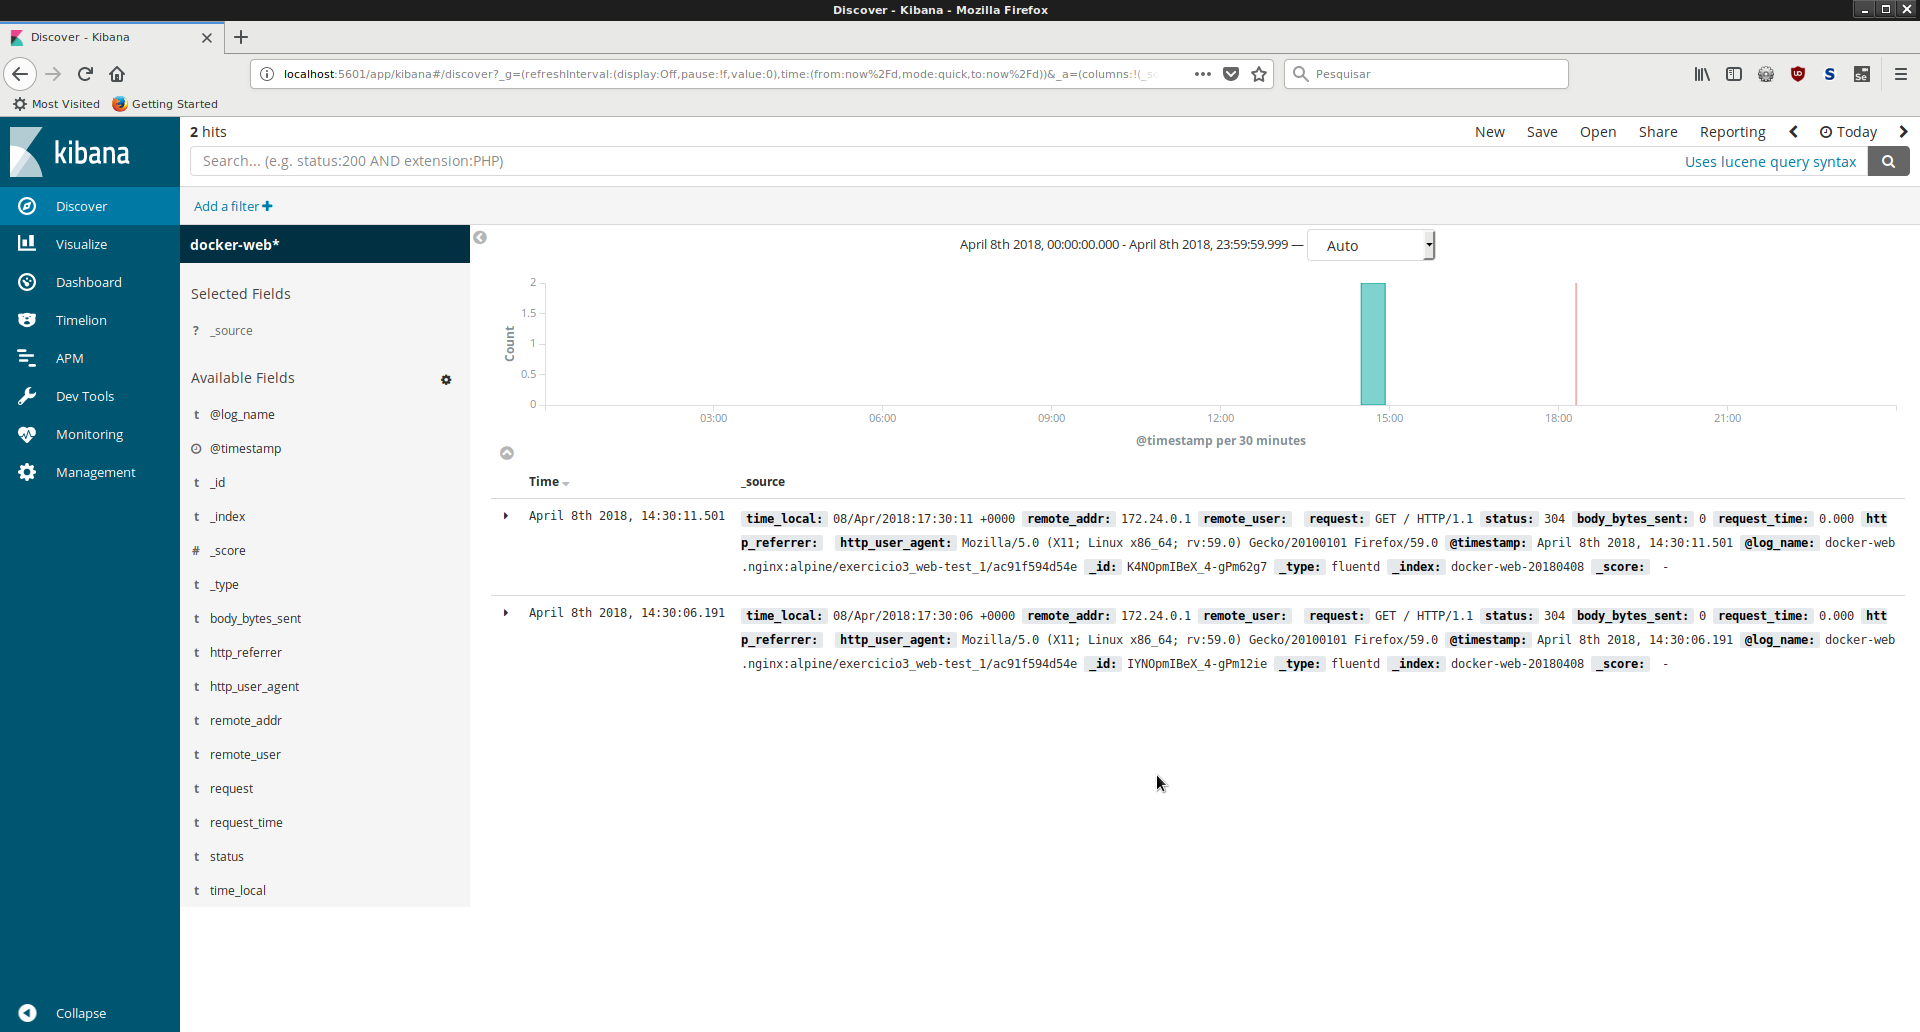 Discover - Kibana - Mozilla Firefox
Discover - Kibana
localhost:5601/app/kibana#/discover?_g=(refreshInterval:(display:Off,pause:!f,value:0),time:(from:now%2Fd,mode:quick,to:now%2Fd))&_a=(columns:!(_so
Pesquisar
Most Visited Getting Started
kibana
Discover
Visualize
Dashboard
Timelion
APM
Dev Tools
Monitoring
Management
Collapse
2 hits
New Save Open Share Reporting Today
Search... (e.g. status:200 AND extension:PHP)
Uses lucene query syntax
Add a filter
docker-web*
Selected Fields
? _source
Available Fields
t @log_name
@timestamp
t _id
t _index
# _score
t _type
t body_bytes_sent
t http_referrer
t http_user_agent
t remote_addr
t remote_user
t request
t request_time
t status
t time_local
April 8th 2018, 00:00:00.000 - April 8th 2018, 23:59:59.999 — Auto
Count
2
1.5
1
0.5
0
03:00 06:00 09:00 12:00 15:00 18:00 21:00
@timestamp per 30 minutes
Time _source
April 8th 2018, 14:30:11.501 time_local: 08/Apr/2018:17:30:11 +0000 remote_addr: 172.24.0.1 remote_user: request: GET / HTTP/1.1 status: 304 body_bytes_sent: 0 request_time: 0.000 htt
p_referrer: http_user_agent: Mozilla/5.0 (X11; Linux x86_64; rv:59.0) Gecko/20100101 Firefox/59.0 @timestamp: April 8th 2018, 14:30:11.501 @log_name: docker-web
.nginx:alpine/exercicio3_web-test_1/ac91f594d54e _id: K4NOpmIBeX_4-gPm62g7 _type: fluentd _index: docker-web-20180408 _score: -
April 8th 2018, 14:30:06.191 time_local: 08/Apr/2018:17:30:06 +0000 remote_addr: 172.24.0.1 remote_user: request: GET / HTTP/1.1 status: 304 body_bytes_sent: 0 request_time: 0.000 htt
p_referrer: http_user_agent: Mozilla/5.0 (X11; Linux x86_64; rv:59.0) Gecko/20100101 Firefox/59.0 @timestamp: April 8th 2018, 14:30:06.191 @log_name: docker-web
.nginx:alpine/exercicio3_web-test_1/ac91f594d54e _id: IYNOpmIBeX_4-gPm12ie _type: fluentd _index: docker-web-20180408 _score: -